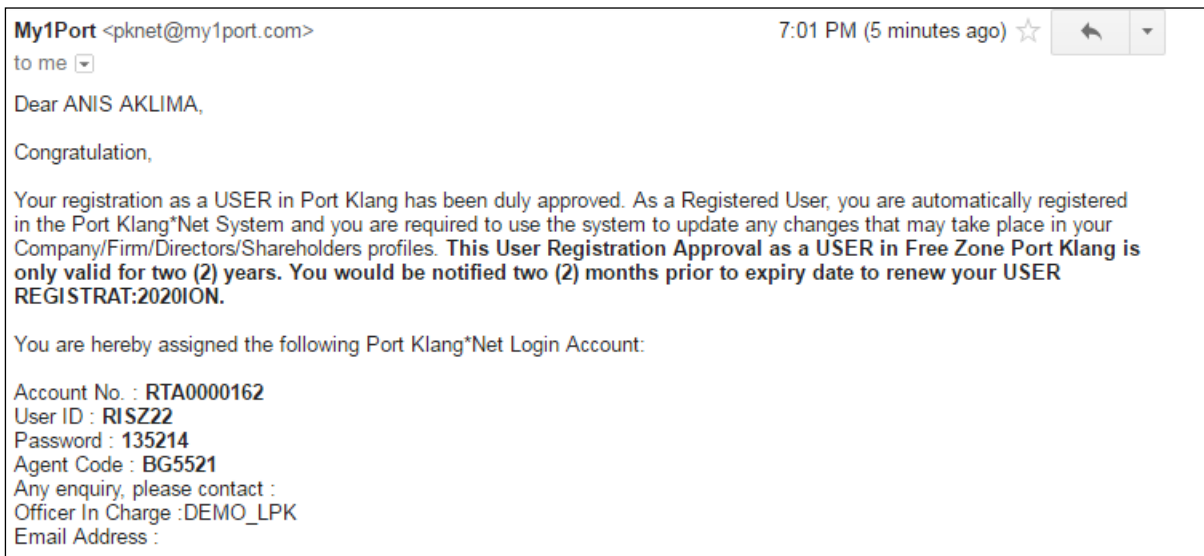 My1Port <pknet@my1port.com>
7:01 PM (5 minutes ago)
to me
Dear ANIS AKLIMA,
Congratulation,
Your registration as a USER in Port Klang has been duly approved. As a Registered User, you are automatically registered
in the Port Klang*Net System and you are required to use the system to update any changes that may take place in your
Company/Firm/Directors/Shareholders profiles. This User Registration Approval as a USER in Free Zone Port Klang is
only valid for two (2) years. You would be notified two (2) months prior to expiry date to renew your USER
REGISTRAT:2020ION.
You are hereby assigned the following Port Klang*Net Login Account:
Account No. : RTA0000162
User ID : RISZ22
Password : 135214
Agent Code : BG5521
Any enquiry, please contact :
Officer In Charge :DEMO_LPK
Email Address :